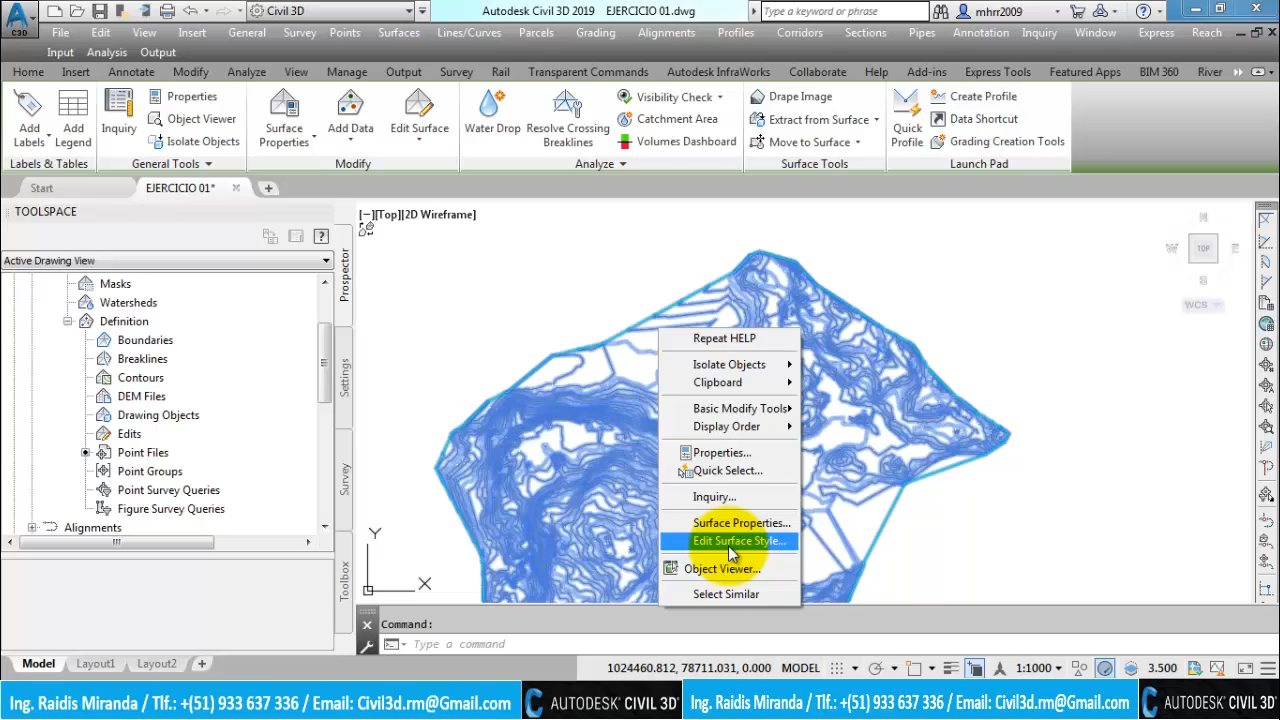 Civil 3D
Autodesk Civil 3D 2019 EJERCICIO 01.dwg
Type a keyword or phrase
mhrr2009
C3D
File Edit View Insert General Survey Points Surfaces Lines/Curves Parcels Grading Alignments Profiles Corridors Sections Pipes Annotation Inquiry Window Express Reach
Input Analysis Output
Home Insert Annotate Modify Analyze View Manage Output Survey Rail Transparent Commands Autodesk InfraWorks Collaborate Help Add-ins Express Tools Featured Apps BIM 360 River
Add Labels
Add Legend
Labels & Tables
Inquiry
Properties
Object Viewer
Isolate Objects
General Tools
Surface Properties
Add Data
Edit Surface
Modify
Water Drop
Resolve Crossing Breaklines
Visibility Check
Catchment Area
Volumes Dashboard
Analyze
Drape Image
Extract from Surface
Move to Surface
Surface Tools
Quick Profile
Create Profile
Data Shortcut
Grading Creation Tools
Launch Pad
Start
EJERCICIO 01*
TOOLSPACE
Active Drawing View
Masks
Watersheds
Definition
Boundaries
Breaklines
Contours
DEM Files
Drawing Objects
Edits
Point Files
Point Groups
Point Survey Queries
Figure Survey Queries
Alignments
Prospector
Settings
Survey
Toolbox
[−][Top][2D Wireframe]
TOP
S
WCS
Y
X
Repeat HELP
Isolate Objects
Clipboard
Basic Modify Tools
Display Order
Properties...
Quick Select...
Inquiry...
Surface Properties...
Edit Surface Style...
Object Viewer...
Select Similar
Command:
Type a command
Model Layout1 Layout2
1024460.812, 78711.031, 0.000 MODEL
1:1000
3.500
Ing. Raidis Miranda / Tlf.: +(51) 933 637 336 / Email: Civil3d.rm@Gmail.com
AUTODESK® CIVIL 3D®
Ing. Raidis Miranda / Tlf.: +(51) 933 637 336 / Email: Civil3d.rm@Gmail.com
AUTODESK® CIVIL 3D